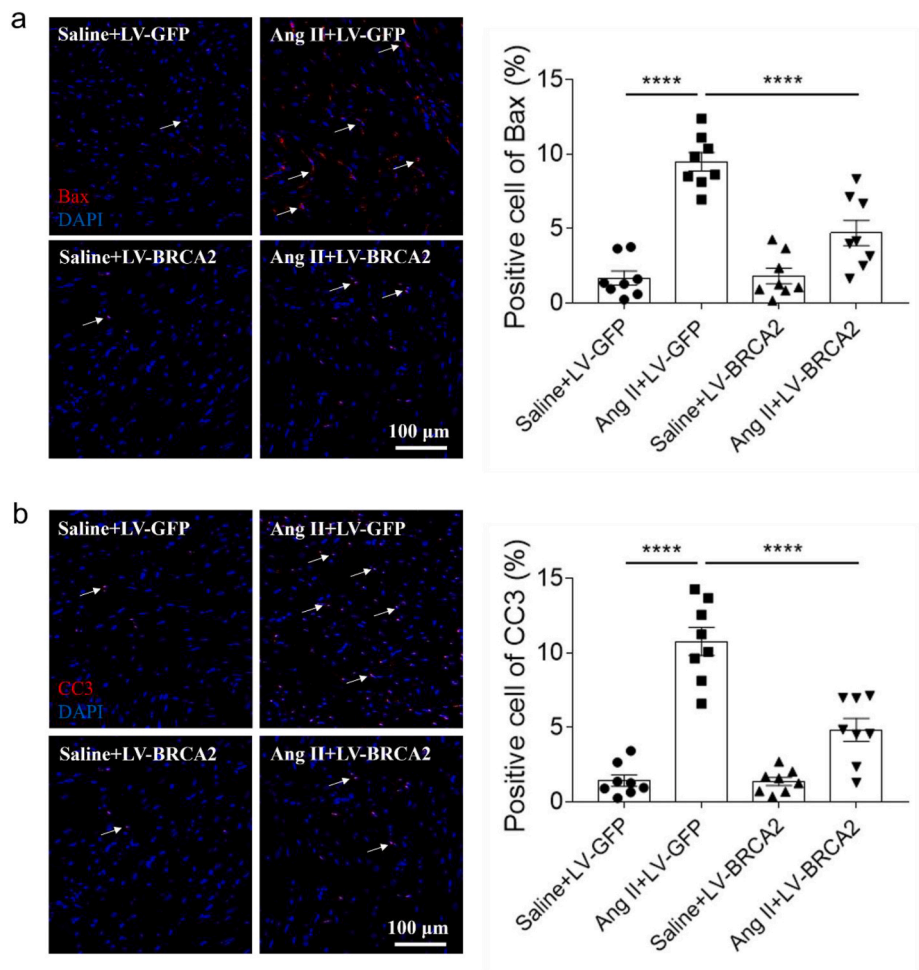 a
Saline+LV-GFP
Ang II+LV-GFP
Bax
DAPI
Saline+LV-BRCA2
Ang II+LV-BRCA2
100 μm
Positive cell of Bax (%)
15
10
5
0
****
****
Saline+LV-GFP
Ang II+LV-GFP
Saline+LV-BRCA2
Ang II+LV-BRCA2
b
Saline+LV-GFP
Ang II+LV-GFP
CC3
DAPI
Saline+LV-BRCA2
Ang II+LV-BRCA2
100 μm
Positive cell of CC3 (%)
15
10
5
0
****
****
Saline+LV-GFP
Ang II+LV-GFP
Saline+LV-BRCA2
Ang II+LV-BRCA2